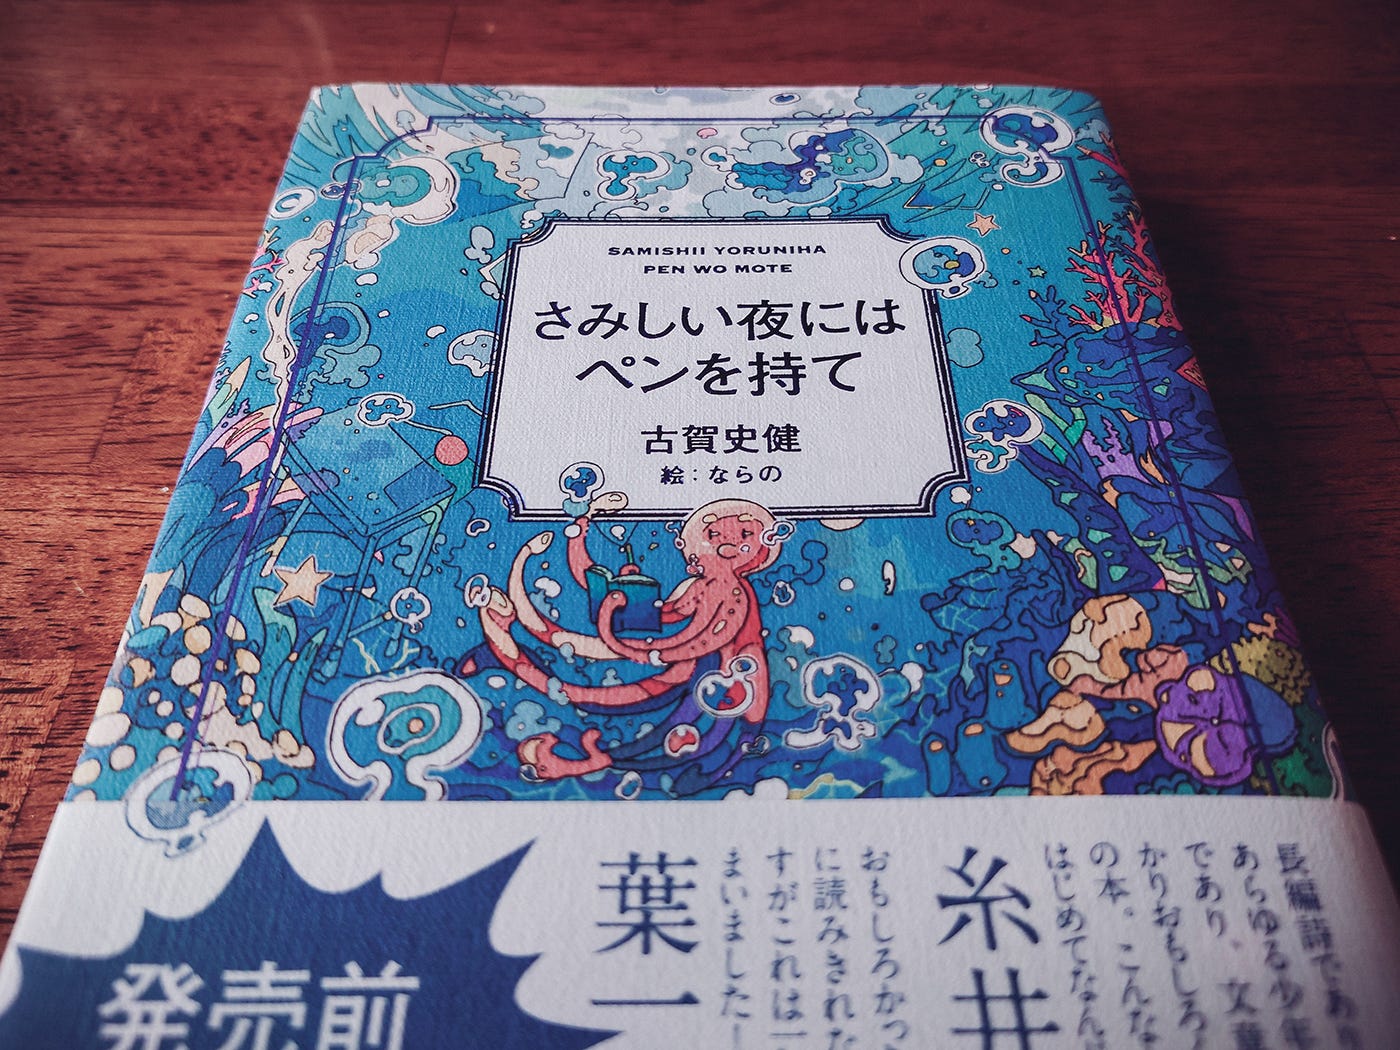 SAMISHII YORUNIHA
PEN WO MOTE
さみしい夜には
ペンを持て
古賀史健
絵：ならの
長編詩であり
あらゆる少年
であり、文章
かりおもしろ
の本。こんな
はじめてなん
糸井
おもしろかっ
に読みきれた
すがこれは一
まいました
葉一
発売前